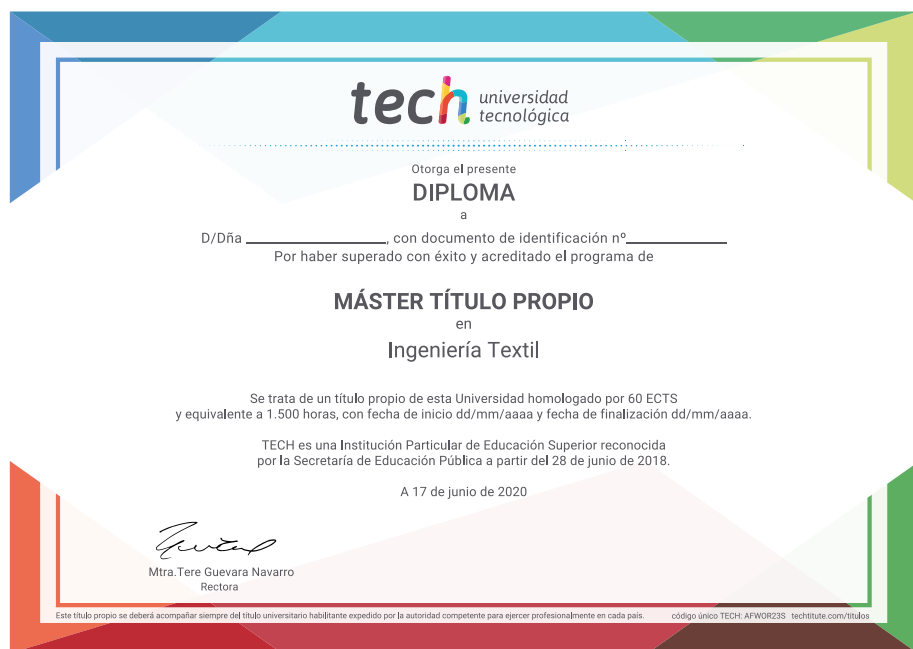 tech universidad
tecnológica
Otorga el presente
DIPLOMA
a
D/Dña ____________________, con documento de identificación nº______________
Por haber superado con éxito y acreditado el programa de
MÁSTER TÍTULO PROPIO
en
Ingeniería Textil
Se trata de un título propio de esta Universidad homologado por 60 ECTS
y equivalente a 1.500 horas, con fecha de inicio dd/mm/aaaa y fecha de finalización dd/mm/aaaa.
TECH es una Institución Particular de Educación Superior reconocida
por la Secretaría de Educación Pública a partir del 28 de junio de 2018.
A 17 de junio de 2020
Mtra.Tere Guevara Navarro
Rectora
Este título propio se deberá acompañar siempre del título universitario habilitante expedido por la autoridad competente para ejercer profesionalmente en cada país. código único TECH: AFWOR23S techtitute.com/titulos